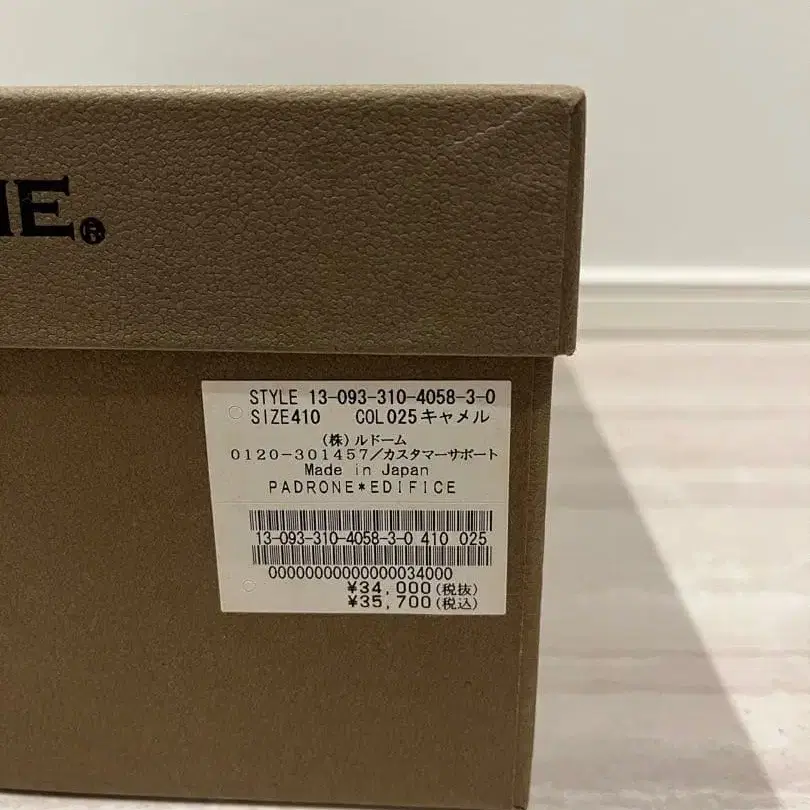 NE®
STYLE 13-093-310-4058-3-0
SIZE410 COL025キャメル
(株)ルドーム
0120-301457/カスタマーサポート
Made in Japan
PADRONE*EDIFICE
13-093-310-4058-3-0 410 025
00000000000000034000
¥34,000(税抜)
¥35,700(税込)